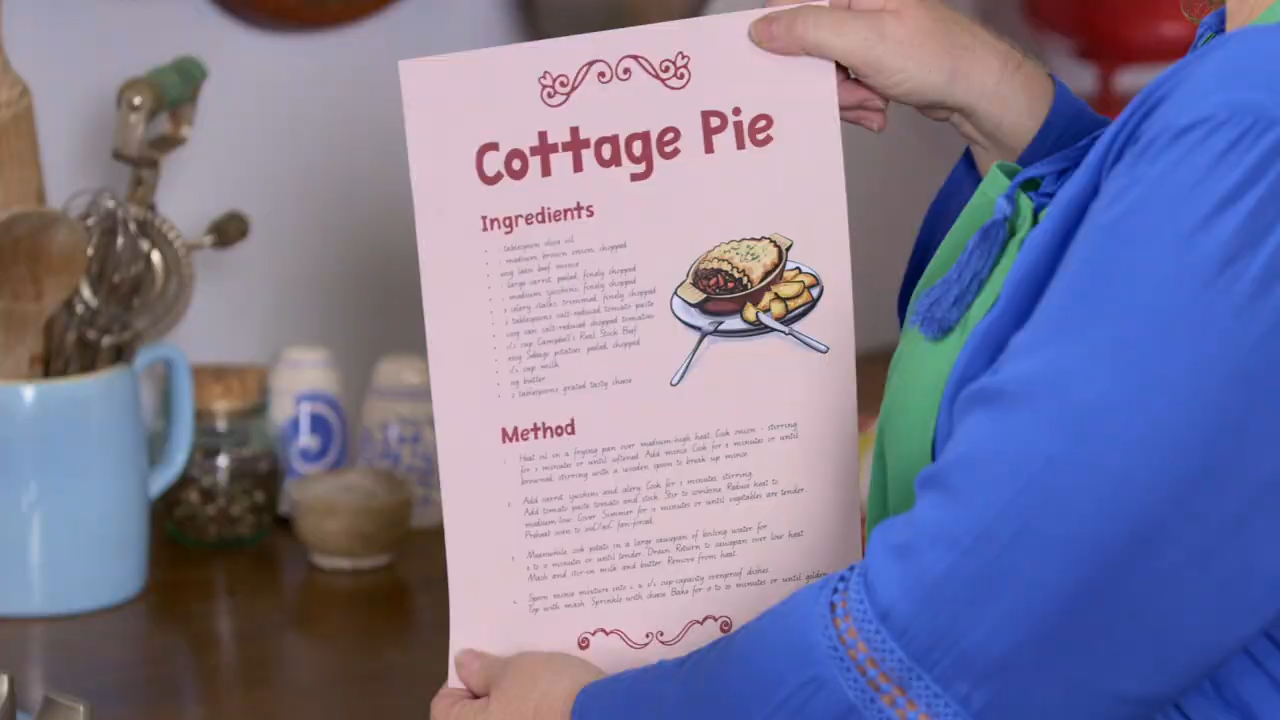 Cottage Pie
Ingredients
tablespoon olive oil
medium brown onion, chopped
lean beef mince
large carrot, peeled, finely chopped
medium zucchini, finely chopped
celery stalks, trimmed, finely chopped
tablespoons salt-reduced tomato paste
can salt-reduced chopped tomatoes
cup Campbell's Real Stock Beef
Sebago potatoes, peeled, chopped
cup milk
butter
2 tablespoons grated tasty cheese
Method
Heat oil in a frying pan over medium-high heat. Cook onion - stirring
for 2 minutes or until softened. Add mince. Cook for 5 minutes or until
browned, stirring with a wooden spoon to break up mince.
Add carrot, zucchini and celery. Cook for 5 minutes, stirring.
Add tomato paste, tomato and stock. Stir to combine. Reduce heat to
medium-low. Cover. Simmer for minutes or until vegetables are tender.
Preheat oven to fan-forced.
Meanwhile, cook potato in a large saucepan of boiling water for
minutes or until tender. Drain. Return to saucepan over low heat.
Mash and stir-in milk and butter. Remove from heat.
Spoon mince mixture into cup-capacity ovenproof dishes.
Top with mash. Sprinkle with cheese. Bake for minutes or until golden